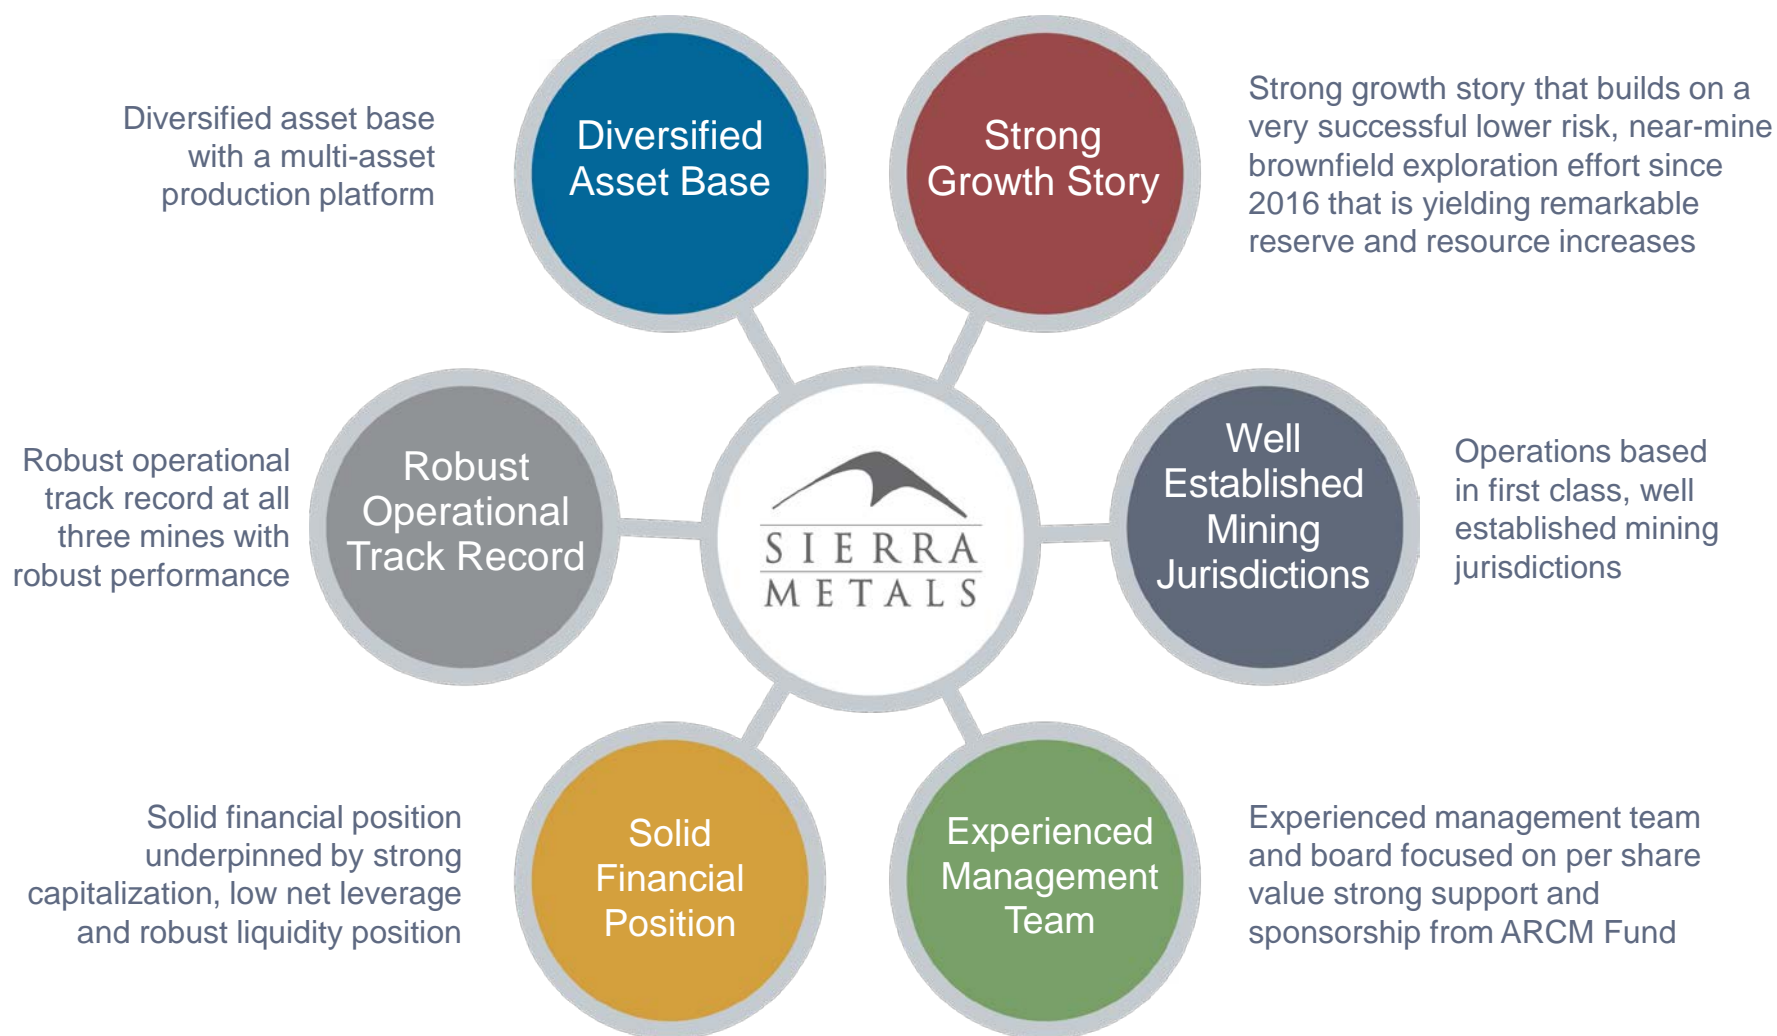 Diversified asset base
with a multi-asset
production platform
Diversified
Asset Base
Strong
Growth Story
Strong growth story that builds on a
very successful lower risk, near-mine
brownfield exploration effort since
2016 that is yielding remarkable
reserve and resource increases
Robust operational
track record at all
three mines with
robust performance
Robust
Operational
Track Record
SIERRA
METALS
Well
Established
Mining
Jurisdictions
Operations based
in first class, well
established mining
jurisdictions
Solid financial position
underpinned by strong
capitalization, low net leverage
and robust liquidity position
Solid
Financial
Position
Experienced
Management
Team
Experienced management team
and board focused on per share
value strong support and
sponsorship from ARCM Fund